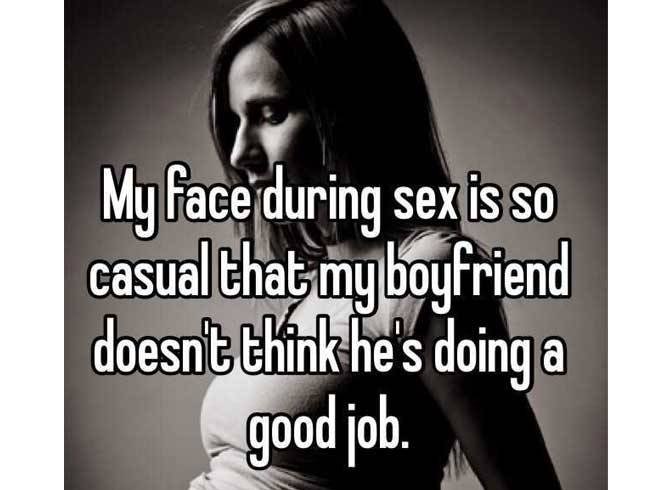 My face during sex is so
casual that my boyfriend
doesn't think he's doing a
good job.